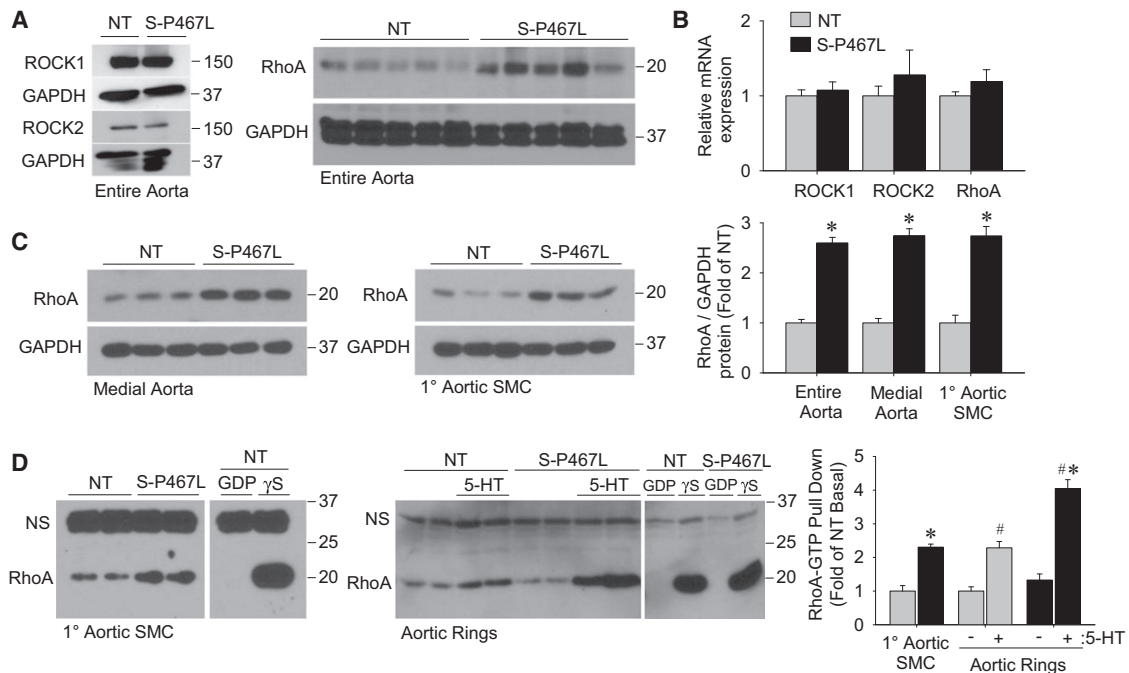 A
NT S-P467L
ROCK1 150
GAPDH 37
ROCK2 150
GAPDH 37
Entire Aorta
NT S-P467L
RhoA 20
GAPDH 37
Entire Aorta
B
NT
S-P467L
Relative mRNA
expression
2
1
2
ROCK1 ROCK2 RhoA
RhoA / GAPDH
protein (Fold of NT)
3
2
1
0
* * *
Entire
Aorta
Medial
Aorta
1° Aortic
SMC
C
NT S-P467L
RhoA 20
GAPDH 37
Medial Aorta
NT S-P467L
RhoA 20
GAPDH 37
1° Aortic SMC
D
NT S-P467L
NT
GDP γS
NS
RhoA
37
25
20
1° Aortic SMC
NT S-P467L NT S-P467L
5-HT 5-HT GDP γS GDP γS
NS
RhoA
37
25
20
Aortic Rings
RhoA-GTP Pull Down
(Fold of NT Basal)
5
4
3
2
1
0
* # #*
- + - + :5-HT
1° Aortic
SMC
Aortic Rings